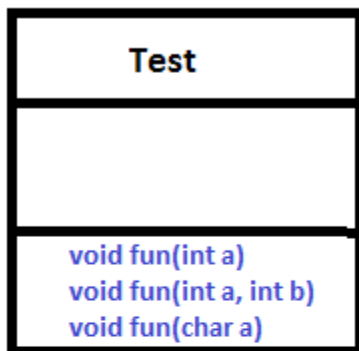 Test
void fun(int a)
void fun(int a, int b)
void fun(char a)